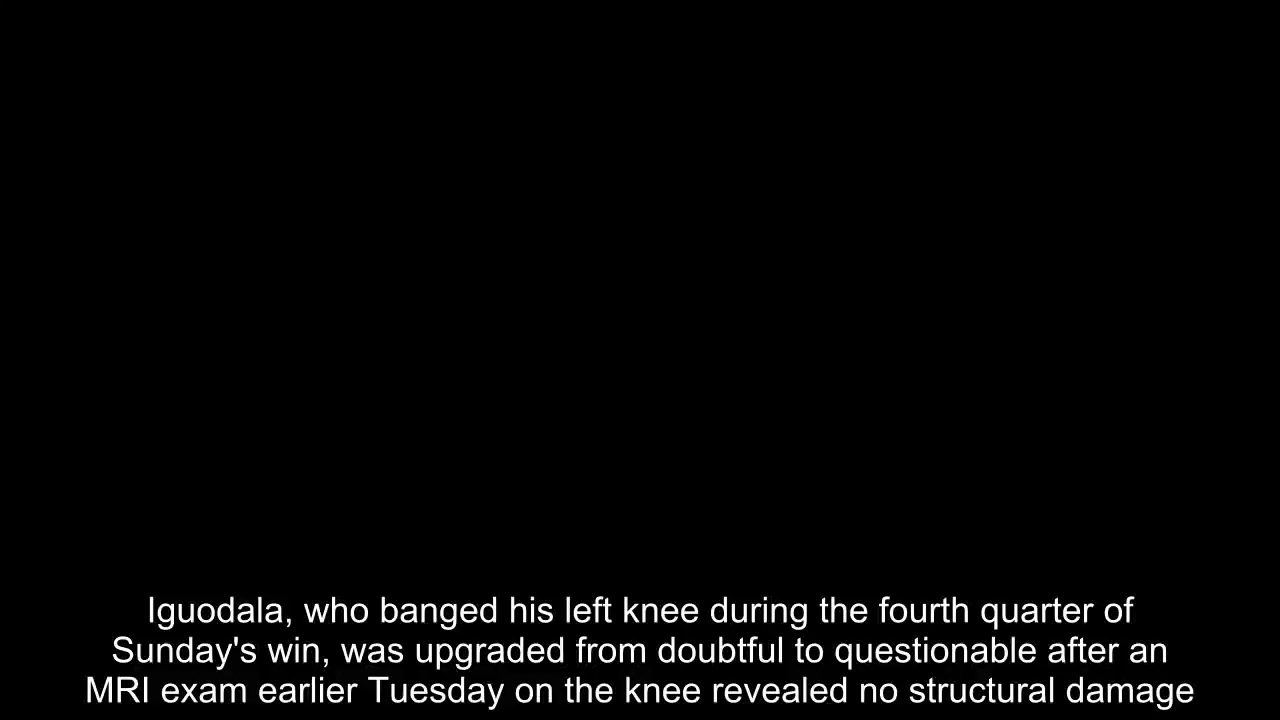 Iguodala, who banged his left knee during the fourth quarter of
Sunday's win, was upgraded from doubtful to questionable after an
MRI exam earlier Tuesday on the knee revealed no structural damage